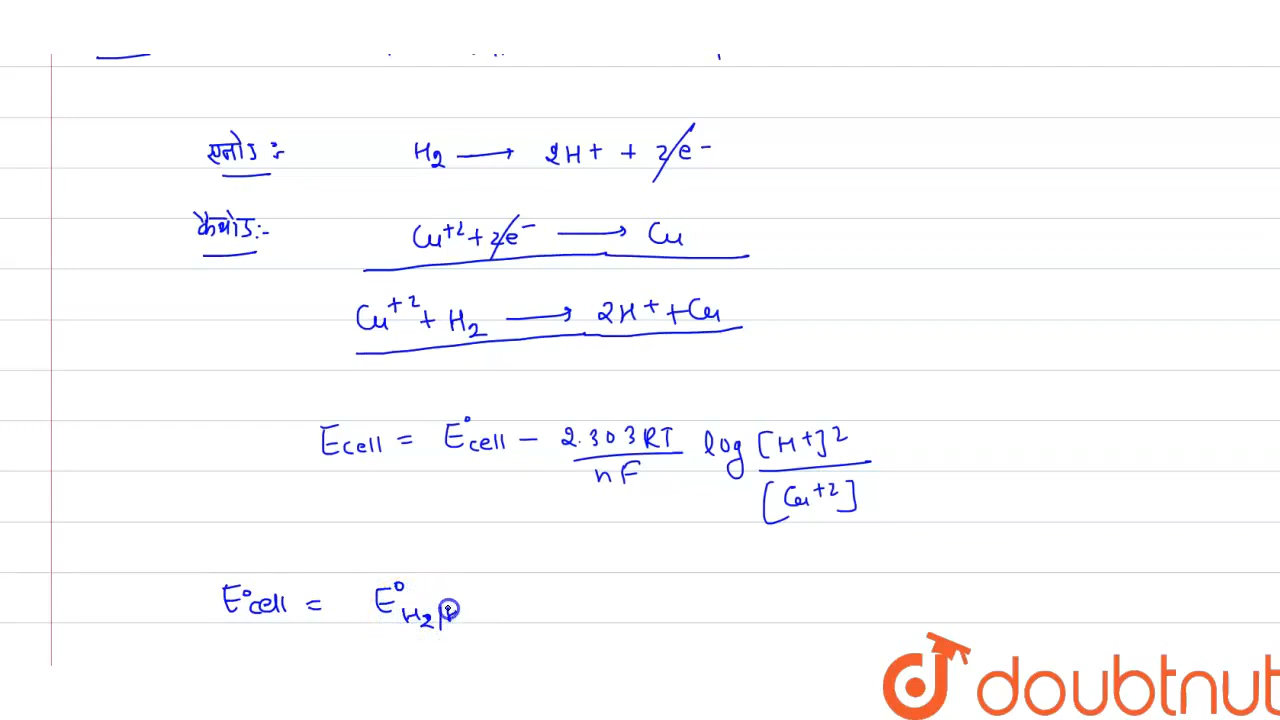 एनोड :-
H2 → 2H+ + 2e-
कैथोड :-
Cu+2 + 2e- → Cu
Cu+2 + H2 → 2H+ + Cu
Ecell = E°cell - 2.303RT/nF log [H+]2/[Cu+2]
E°cell = E°H2|
doubtnut